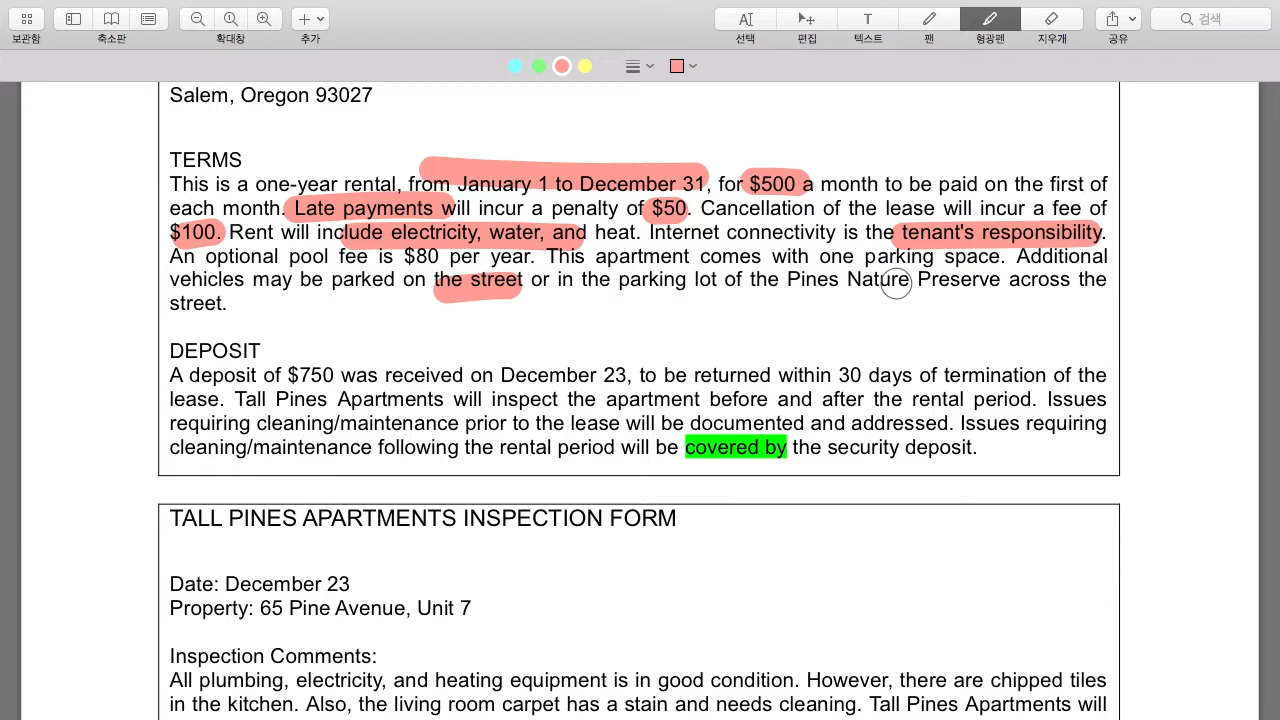 보관함 축소판 확대창 추가 선택 편집 텍스트 펜 형광펜 지우개 공유 검색
Salem, Oregon 93027
TERMS
This is a one-year rental, from January 1 to December 31, for $500 a month to be paid on the first of
each month. Late payments will incur a penalty of $50. Cancellation of the lease will incur a fee of
$100. Rent will include electricity, water, and heat. Internet connectivity is the tenant's responsibility.
An optional pool fee is $80 per year. This apartment comes with one parking space. Additional
vehicles may be parked on the street or in the parking lot of the Pines Nature Preserve across the
street.
DEPOSIT
A deposit of $750 was received on December 23, to be returned within 30 days of termination of the
lease. Tall Pines Apartments will inspect the apartment before and after the rental period. Issues
requiring cleaning/maintenance prior to the lease will be documented and addressed. Issues requiring
cleaning/maintenance following the rental period will be covered by the security deposit.
TALL PINES APARTMENTS INSPECTION FORM
Date: December 23
Property: 65 Pine Avenue, Unit 7
Inspection Comments:
All plumbing, electricity, and heating equipment is in good condition. However, there are chipped tiles
in the kitchen. Also, the living room carpet has a stain and needs cleaning. Tall Pines Apartments will